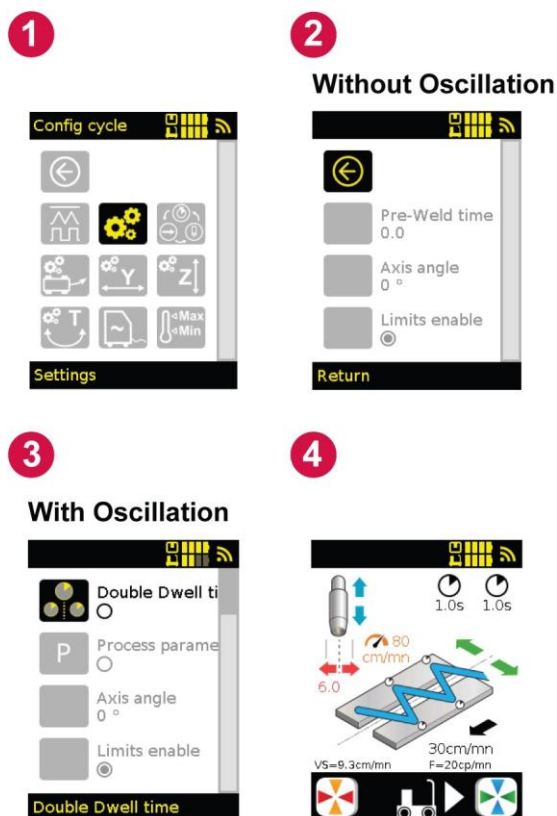 1
2
Without Oscillation
Config cycle
Y
Z
T
~
Max
Min
Settings
Pre-Weld time
0.0
Axis angle
0 °
Limits enable
Return
3
4
With Oscillation
Double Dwell ti
P
Process parame
Axis angle
0 °
Limits enable
Double Dwell time
1.0s 1.0s
80
cm/mn
6.0
30cm/mn
VS=9.3cm/mn F=20cp/mn